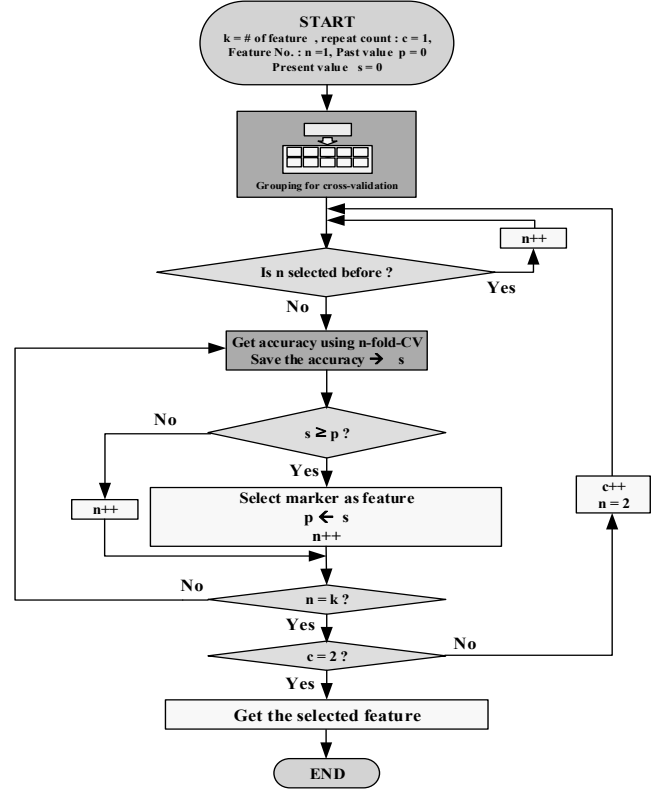 START
k = # of feature , repeat count : c = 1,
Feature No. : n =1, Past value p = 0
Present value s = 0
Grouping for cross-validation
n++
Is n selected before ?
Yes
No
Get accuracy using n-fold-CV
Save the accuracy → s
No
s ≥ p ?
Yes
n++
Select marker as feature
p ← s
n++
c++
n = 2
No
n = k ?
Yes
No
c = 2 ?
Yes
Get the selected feature
END